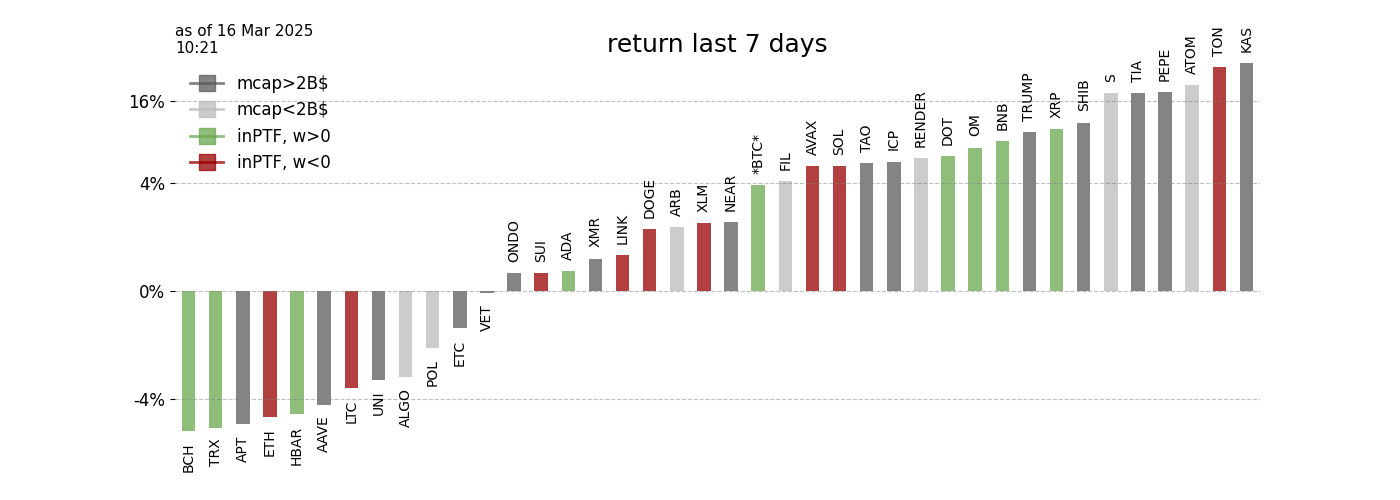 as of 16 Mar 2025
10:21
return last 7 days
mcap>2B$
mcap<2B$
inPTF, w>0
inPTF, w<0
16%
4%
0%
-4%
BCH
TRX
APT
ETH
HBAR
AAVE
LTC
UNI
ALGO
POL
ETC
VET
ONDO
SUI
ADA
XMR
LINK
DOGE
ARB
XLM
NEAR
*BTC*
FIL
AVAX
SOL
TAO
ICP
RENDER
DOT
OM
BNB
TRUMP
XRP
SHIB
S
TIA
PEPE
ATOM
TON
KAS